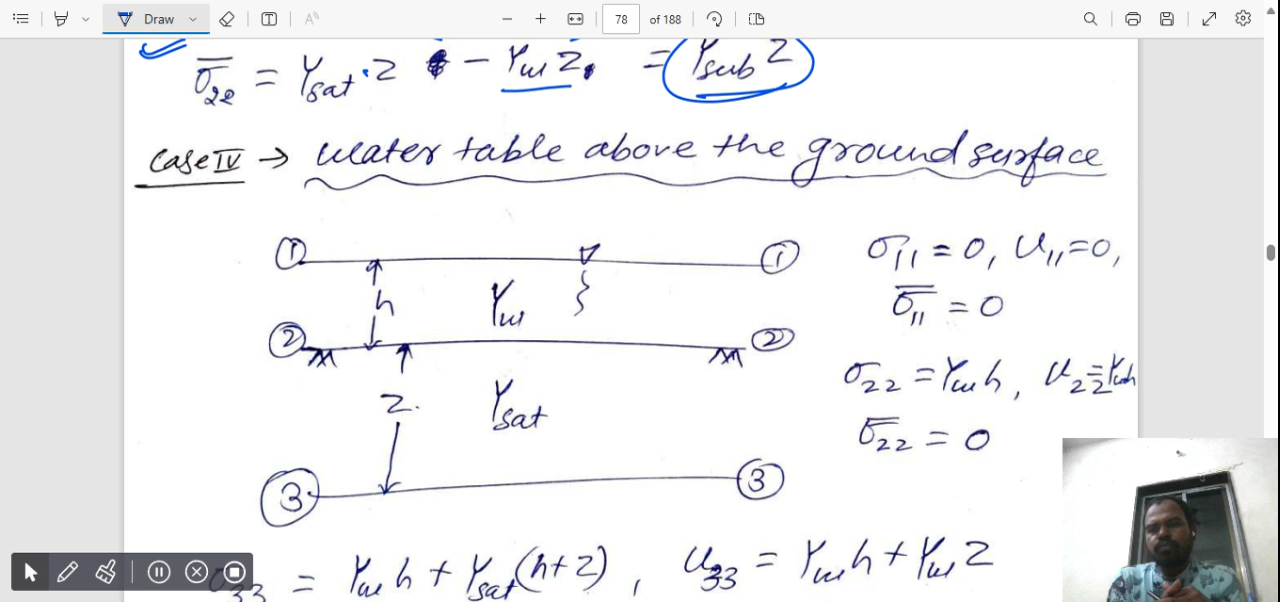 Draw
78 of 188
σ̅₂₂ = γsat·z - γw z = γsub z
Case IV → Water table above the ground surface
① ①
h γw
② ②
z γsat
③ ③
σ₁₁ = 0, u₁₁ = 0,
σ̅₁₁ = 0
σ₂₂ = γw h, u₂₂ = γw h
σ̅₂₂ = 0
σ₃₃ = γw h + γsat(h+z), u₃₃ = γw h + γw z